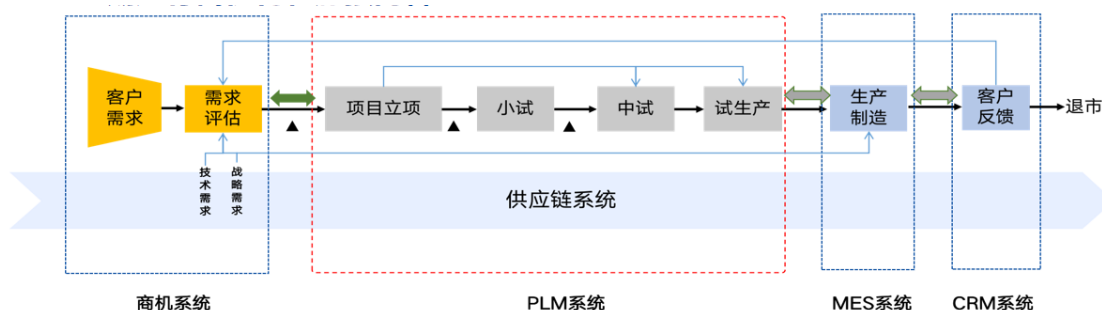 客户
需求
需求
评估
项目立项
小试
中试
试生产
生产
制造
客户
反馈
退市
技术需求
战略需求
供应链系统
商机系统
PLM系统
MES系统
CRM系统